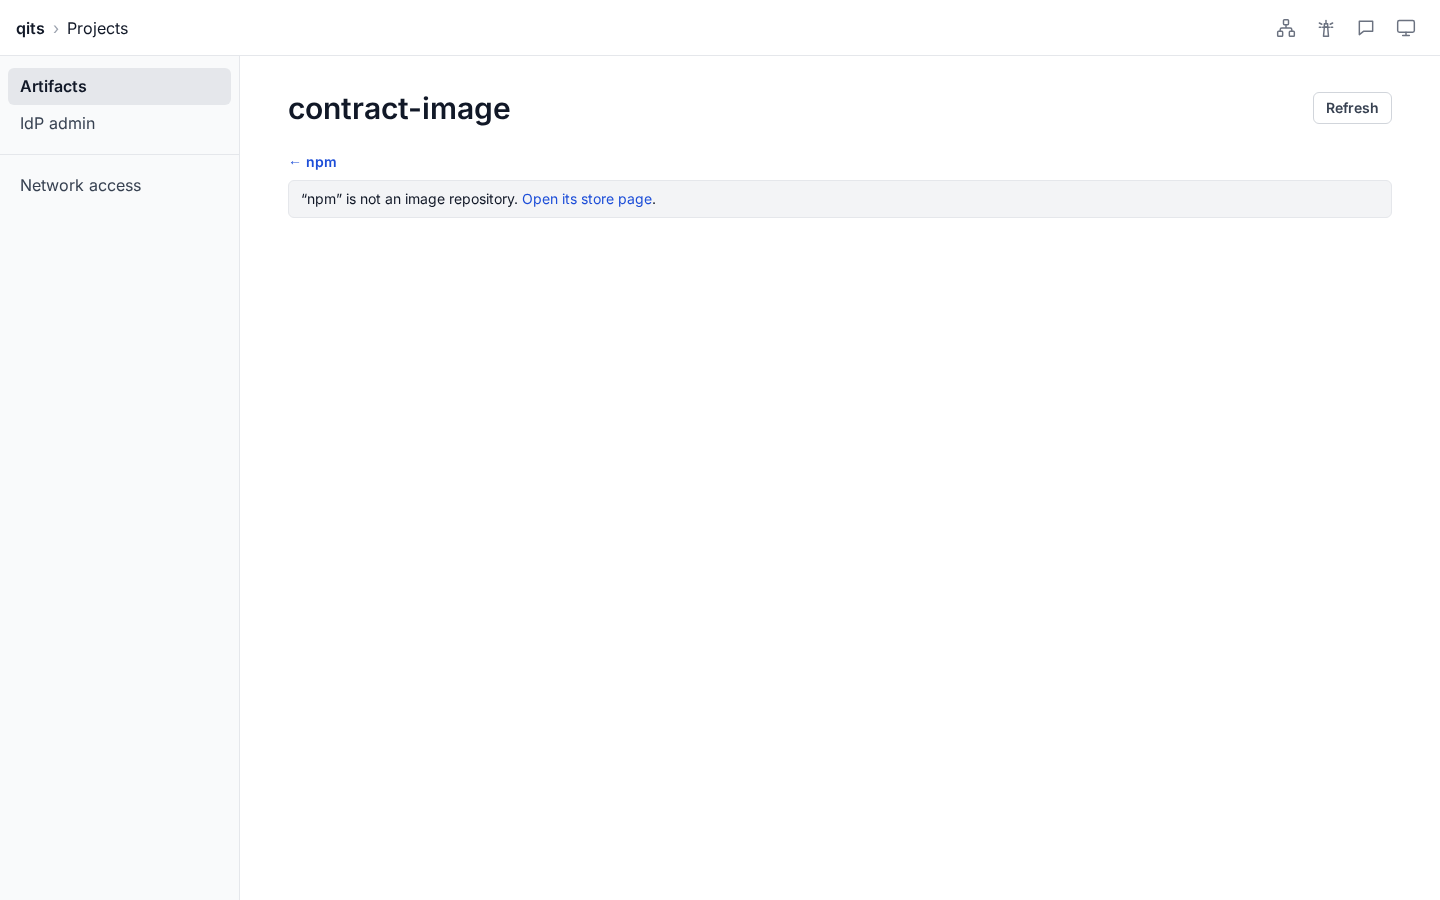 qits › Projects
Artifacts
IdP admin
Network access
contract-image
Refresh
← npm
“npm” is not an image repository. Open its store page.